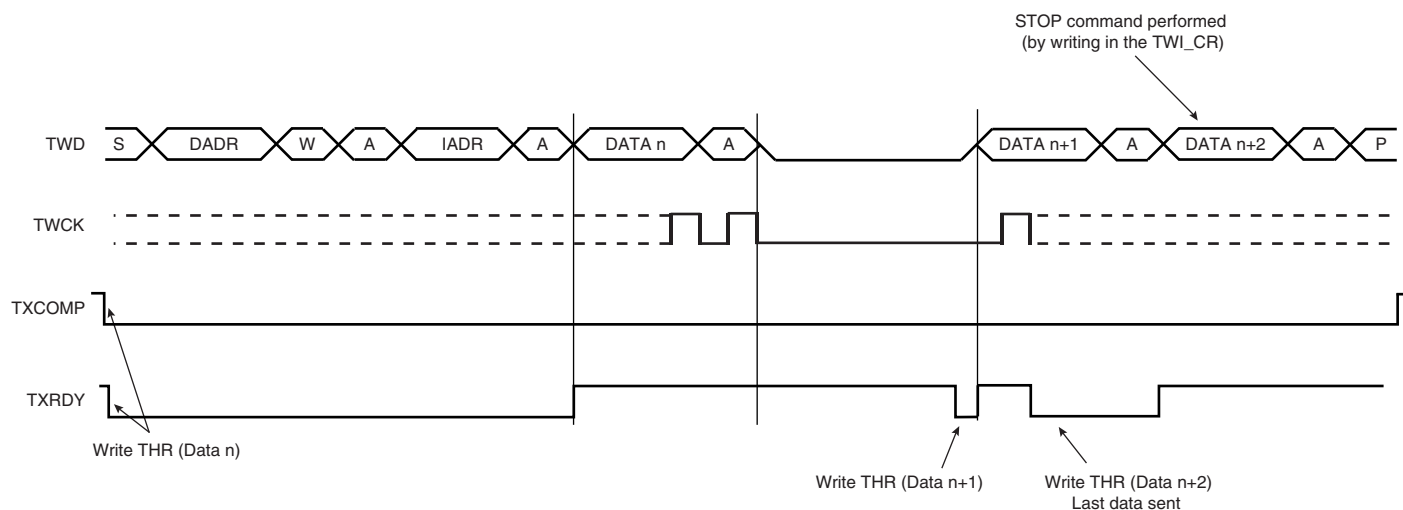 STOP command performed
(by writing in the TWI_CR)
TWD S DADR W A IADR A DATA n A DATA n+1 A DATA n+2 A P
TWCK
TXCOMP
TXRDY
Write THR (Data n)
Write THR (Data n+1)
Write THR (Data n+2)
Last data sent